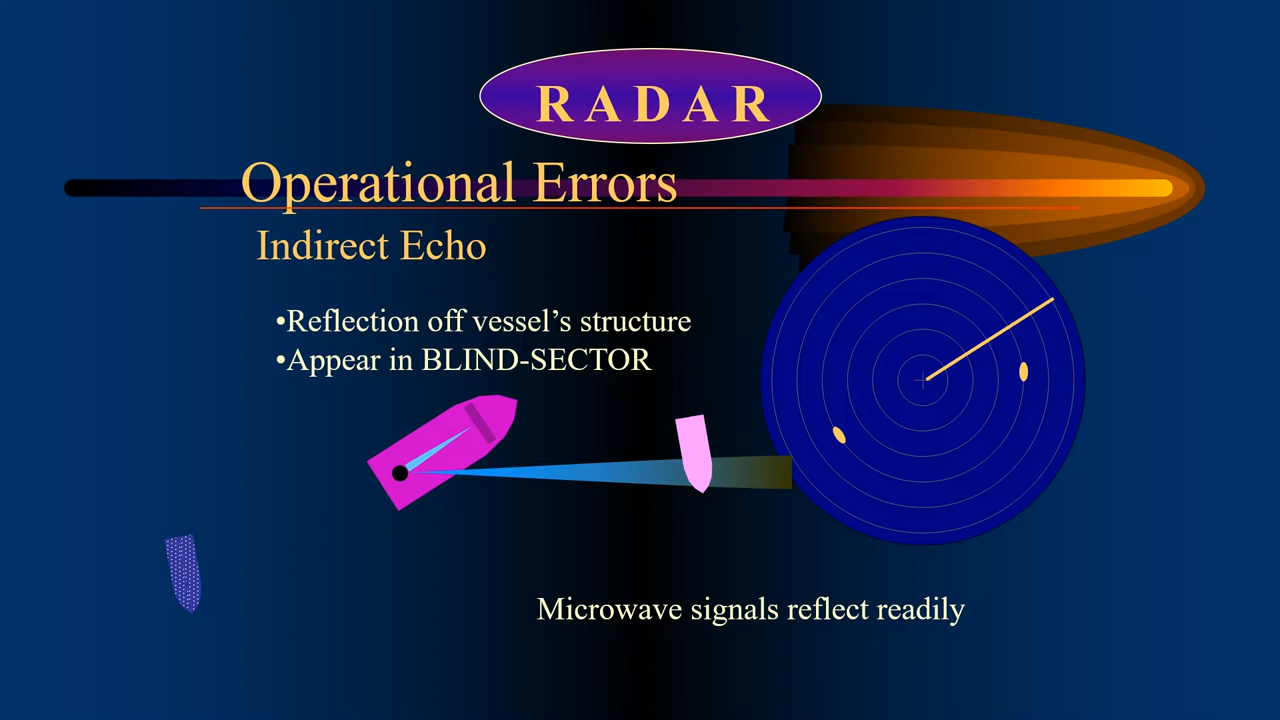 R A D A R
Operational Errors
Indirect Echo
•Reflection off vessel’s structure
•Appear in BLIND-SECTOR
Microwave signals reflect readily